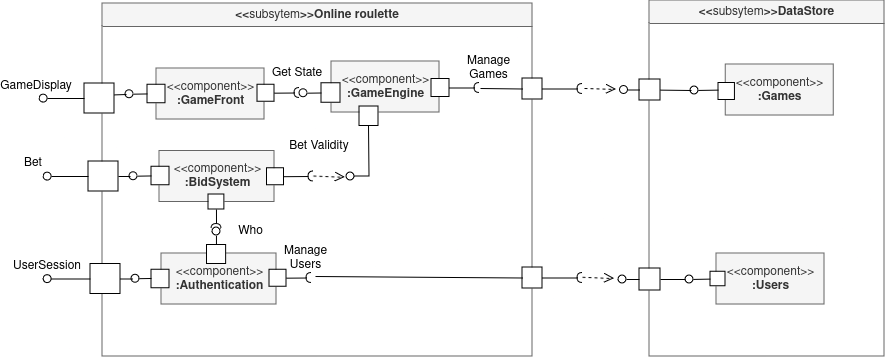 <<subsytem>>Online roulette
<<subsytem>>DataStore
GameDisplay
<<component>>
:GameFront
Get State
<<component>>
:GameEngine
Manage
Games
<<component>>
:Games
Bet
<<component>>
:BidSystem
Bet Validity
Who
UserSession
<<component>>
:Authentication
Manage
Users
<<component>>
:Users